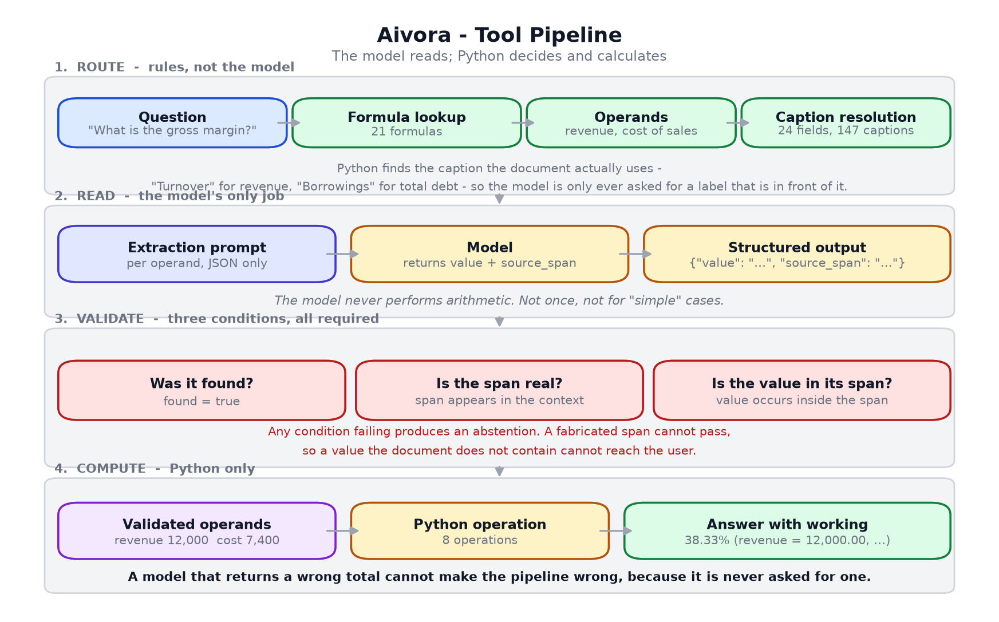 Aivora - Tool Pipeline
The model reads; Python decides and calculates
1.  ROUTE  -  rules, not the model
Question
"What is the gross margin?"
Formula lookup
21 formulas
Operands
revenue, cost of sales
Caption resolution
24 fields, 147 captions
Python finds the caption the document actually uses -
"Turnover" for revenue, "Borrowings" for total debt - so the model is only ever asked for a label that is in front of it.
2.  READ  -  the model's only job
Extraction prompt
per operand, JSON only
Model
returns value + source_span
Structured output
{"value": "...", "source_span": "..."}
The model never performs arithmetic. Not once, not for "simple" cases.
3.  VALIDATE  -  three conditions, all required
Was it found?
found = true
Is the span real?
span appears in the context
Is the value in its span?
value occurs inside the span
Any condition failing produces an abstention. A fabricated span cannot pass,
so a value the document does not contain cannot reach the user.
4.  COMPUTE  -  Python only
Validated operands
revenue 12,000  cost 7,400
Python operation
8 operations
Answer with working
38.33% (revenue = 12,000.00, ...)
A model that returns a wrong total cannot make the pipeline wrong, because it is never asked for one.